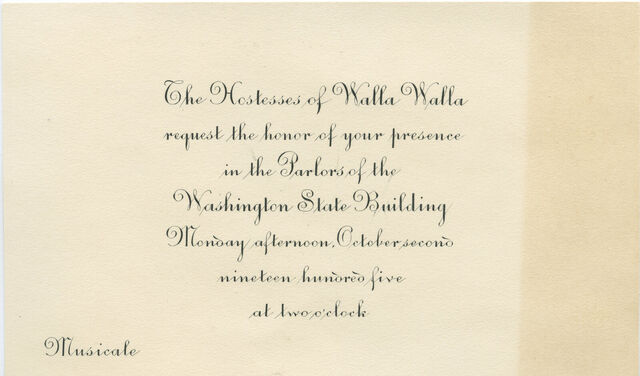 The Hostesses of Walla Walla
request the honor of your presence
in the Parlors of the
Washington State Building
Monday afternoon, October second
nineteen hundred five
at two o'clock
Musicale